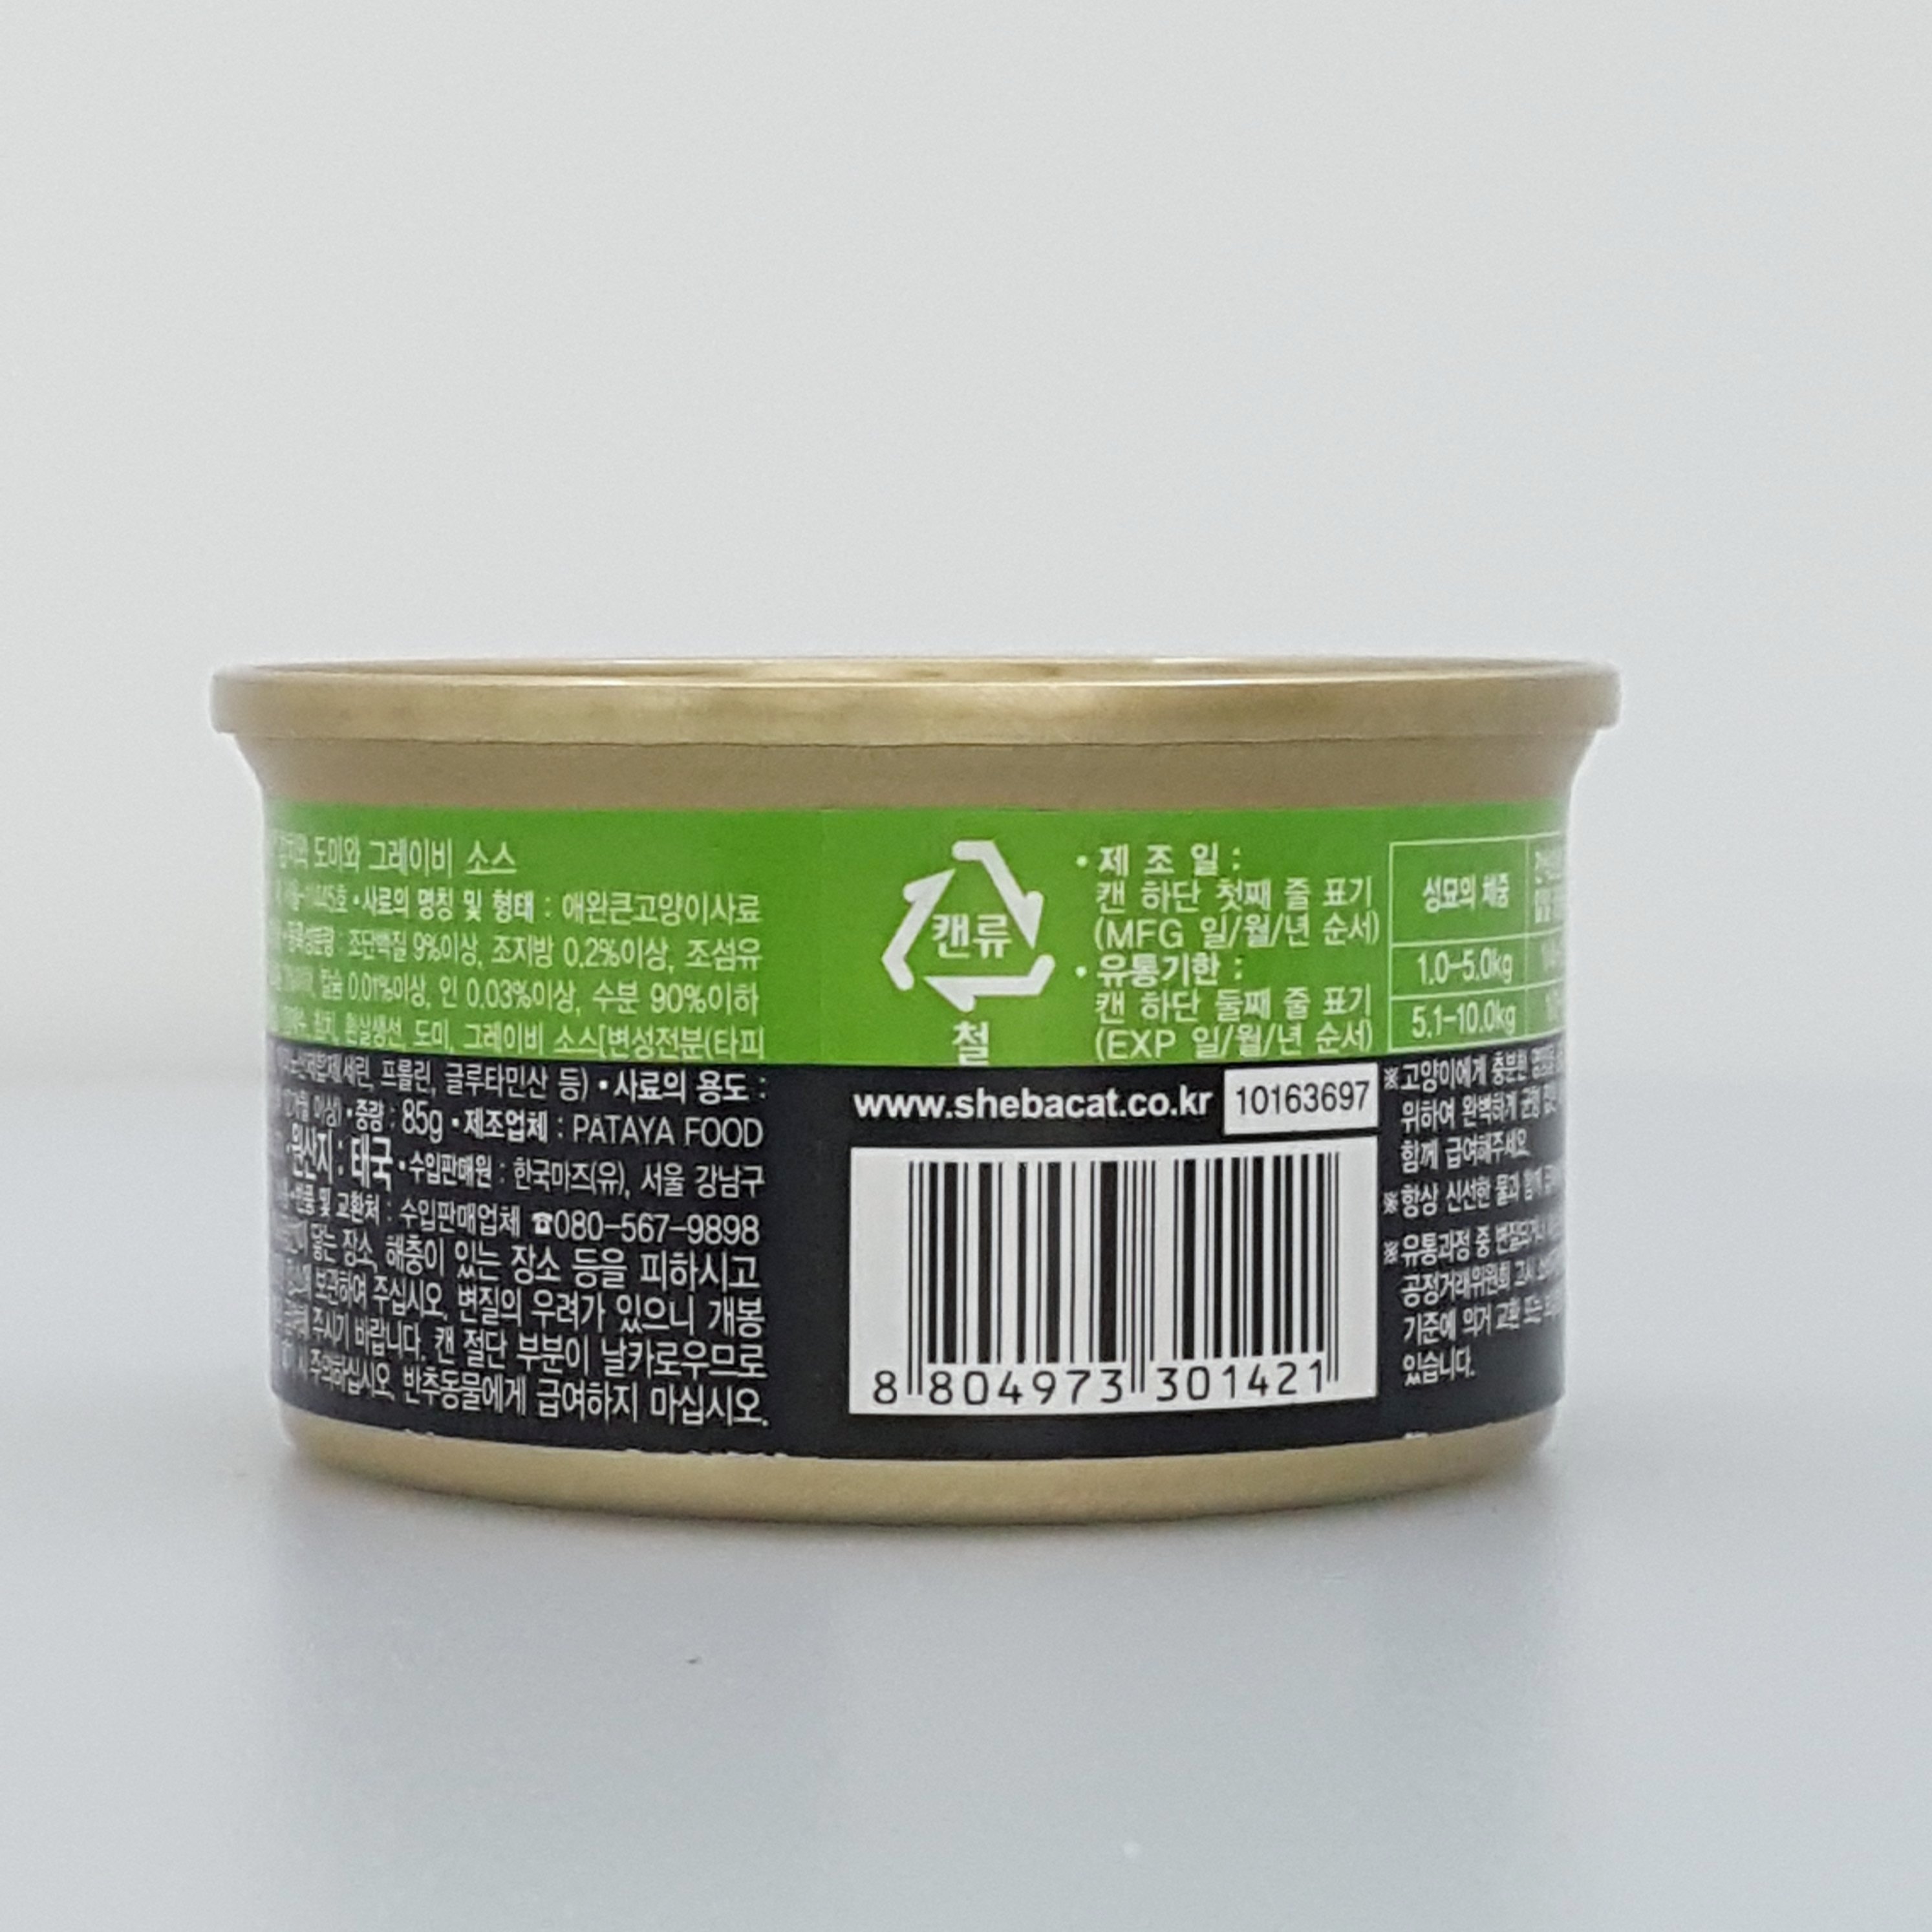 도미와 그레이비 소스
•사료의 명칭 및 형태 : 애완큰고양이사료
조단백질 9%이상, 조지방 0.2%이상, 조섬유
칼슘 0.01%이상, 인 0.03%이상, 수분 90%이하
참치, 흰살생선, 도미, 그레이비 소스[변성전분(타피
프롤린, 글루타민산 등) •사료의 용도 :
이상) •중량 : 85g •제조업체 : PATAYA FOOD
•원산지 : 태국 •수입판매원 : 한국마즈(유), 서울 강남구
•반품 및 교환처 : 수입판매업체 ☎080-567-9898
닿는 장소, 해충이 있는 장소 등을 피하시고
보관하여 주십시오. 변질의 우려가 있으니 개봉
주시기 바랍니다. 캔 절단 부분이 날카로우므로
주의하십시오. 반추동물에게 급여하지 마십시오.
캔류
철
•제 조 일 :
캔 하단 첫째 줄 표기
(MFG 일/월/년 순서)
•유통기한 :
캔 하단 둘째 줄 표기
(EXP 일/월/년 순서)
www.shebacat.co.kr 10163697
8 804973 301421
성묘의 체중
1.0-5.0kg
5.1-10.0kg
※고양이에게 충분한
위하여 완벽하게 균형
함께 급여해주세요.
※항상 신선한 물과 함께
※유통과정 중
공정거래위원회 고시
기준에 의거 교환 또는
있습니다.